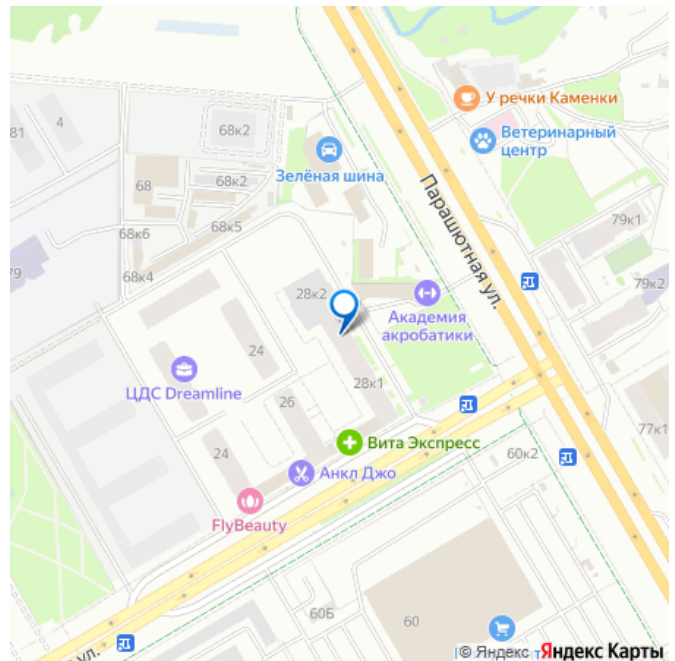 У речки Каменки
Ветеринарный
центр
81
4
68к2
Зелёная шина
68
68к2
68к6
68к5
68к4
79
Парашютная ул.
79к1
79к2
28к2
Академия
акробатики
24
ЦДС Dreamline
28к1
26
Вита Экспресс
24
60к2
77к1
Анкл Джо
FlyBeauty
60Б
60
ул.
© Яндекс Яндекс Карты